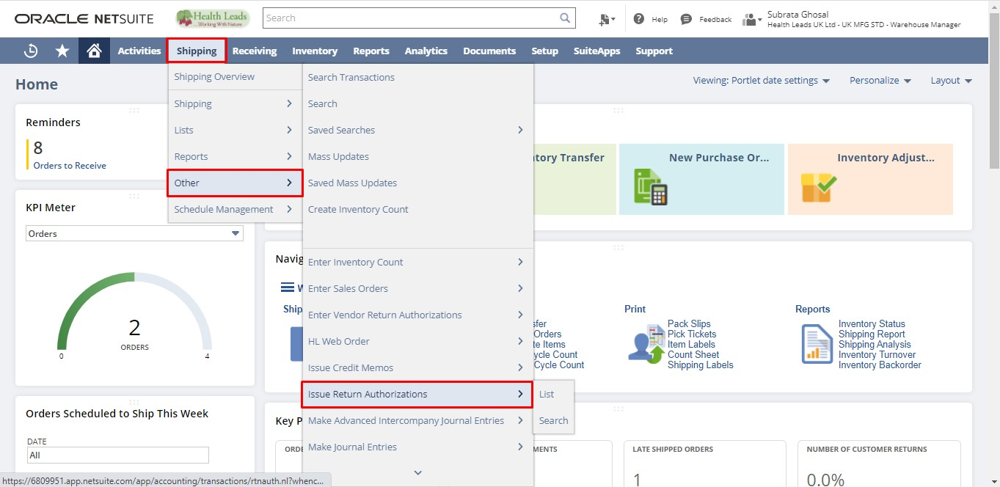 ORACLE NETSUITE
Health Leads
Working With Nature
Search
Help
Feedback
Subrata Ghosal
Health Leads UK Ltd - UK MFG STD - Warehouse Manager
Activities
Shipping
Receiving
Inventory
Reports
Analytics
Documents
Setup
SuiteApps
Support
Home
Viewing: Portlet date settings
Personalize
Layout
Shipping Overview
Shipping
Lists
Reports
Other
Schedule Management
Search Transactions
Search
Saved Searches
Mass Updates
Saved Mass Updates
Create Inventory Count
Enter Inventory Count
Enter Sales Orders
Enter Vendor Return Authorizations
HL Web Order
Issue Credit Memos
Issue Return Authorizations
Make Advanced Intercompany Journal Entries
Make Journal Entries
List
Search
Reminders
8
Orders to Receive
KPI Meter
Orders
2
ORDERS
0
4
Orders Scheduled to Ship This Week
DATE
All
Transfer
New Purchase Or...
Inventory Adjust...
Navig
W
Ship
sfer
Orders
te Items
ycle Count
Cycle Count
Print
Pack Slips
Pick Tickets
Item Labels
Count Sheet
Shipping Labels
Reports
Inventory Status
Shipping Report
Shipping Analysis
Inventory Turnover
Inventory Backorder
Key P
ORDE
MENTS
LATE SHIPPED ORDERS
1
NUMBER OF CUSTOMER RETURNS
0.0%
https://6809951.app.netsuite.com/app/accounting/transactions/rtnauth.nl?whenc...